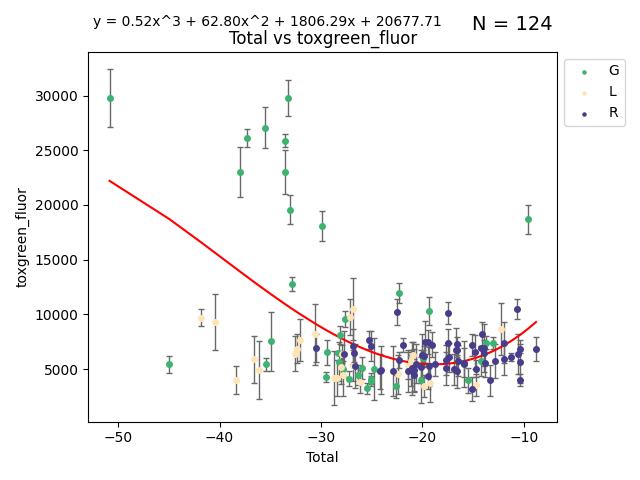 y = 0.52x^3 + 62.80x^2 + 1806.29x + 20677.71
N = 124
Total vs toxgreen_fluor
G
L
R
toxgreen_fluor
30000
25000
20000
15000
10000
5000
−50
−40
−30
−20
−10
Total